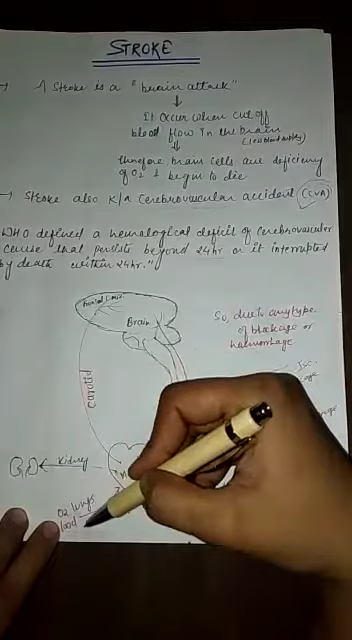 STROKE
→ A Stroke is a "brain attack"
It occur when cut off
blood flow in the brain
therefore brain cells are deficiency
of O2 & begin to die
→ Stroke also k/a Cerebrovascular accident (CVA)
WHO defined a neurological deficit of cerebrovascular
cause that persists beyond 24hr or it interrupted
by death within 24hr."
Brain
So, due to any type
of blockage or
haemorrhage
Carotid
Kidney
O2 lungs